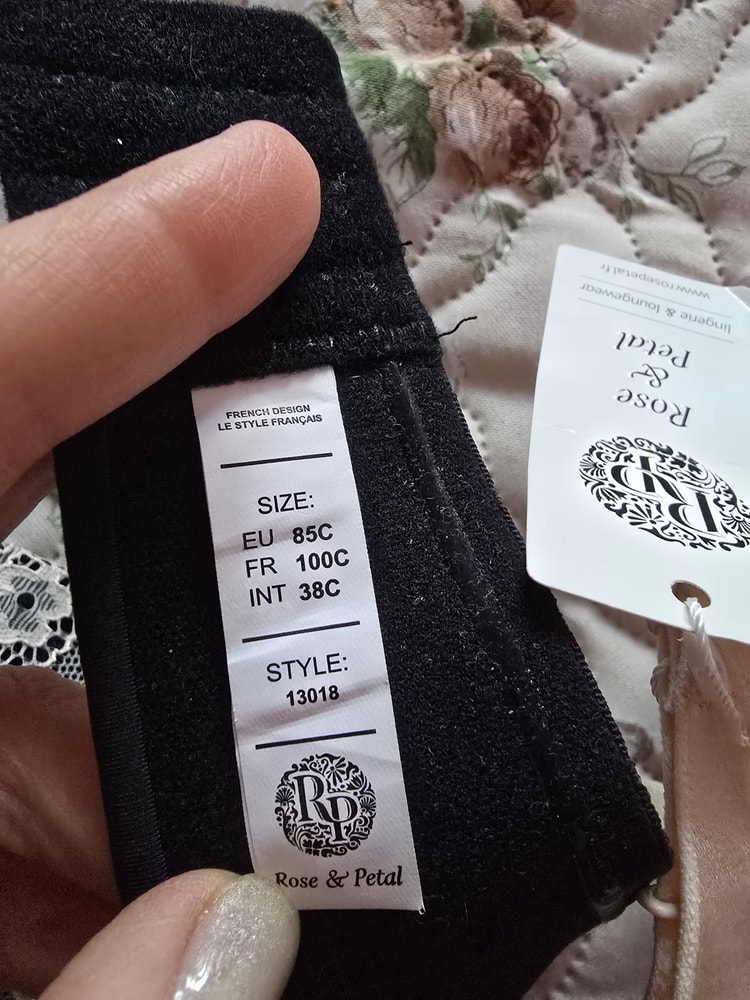 FRENCH DESIGN
LE STYLE FRANÇAIS
SIZE:
EU 85C
FR 100C
INT 38C
STYLE:
13018
RP
Rose & Petal
RP
Rose
&
Petal
lingerie & loungewear
www.rosepetal.fr